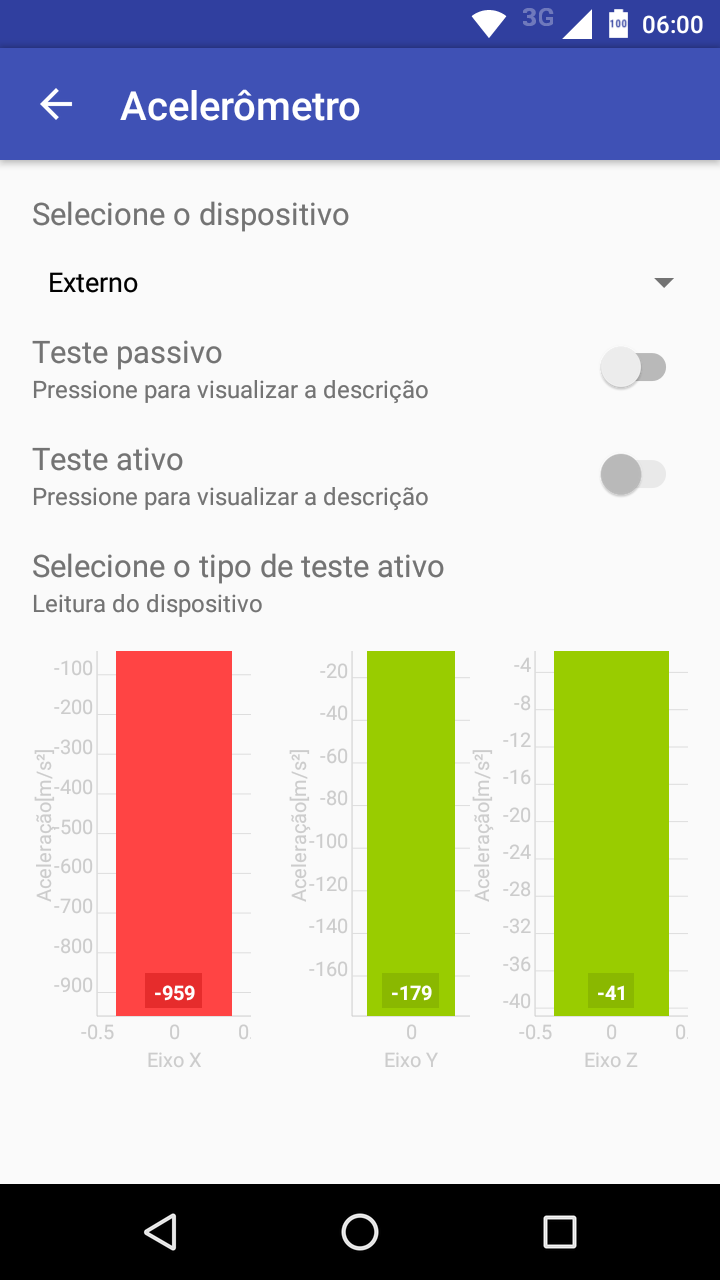 3G 100 06:00
Acelerômetro
Selecione o dispositivo
Externo
Teste passivo
Pressione para visualizar a descrição
Teste ativo
Pressione para visualizar a descrição
Selecione o tipo de teste ativo
Leitura do dispositivo
Aceleração[m/s²]
-100
-200
-300
-400
-500
-600
-700
-800
-900
-959
-0.5 0 0.
Eixo X
Aceleração[m/s²]
-20
-40
-60
-80
-100
-120
-140
-160
-179
0
Eixo Y
Aceleração[m/s²]
-4
-8
-12
-16
-20
-24
-28
-32
-36
-40
-41
-0.5 0 0.
Eixo Z